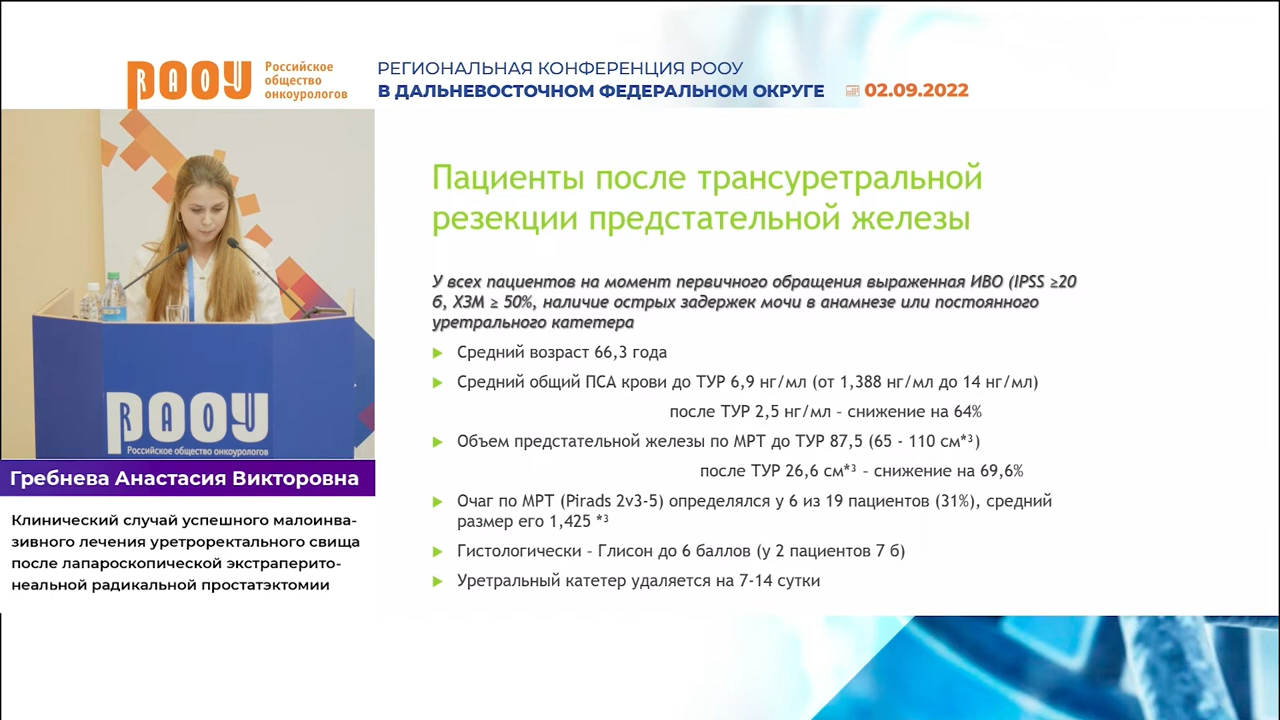 РООУ
RАОУ
Российское
общество
онкоурологов
РЕГИОНАЛЬНАЯ КОНФЕРЕНЦИЯ РООУ
В ДАЛЬНЕВОСТОЧНОМ ФЕДЕРАЛЬНОМ ОКРУГЕ 02.09.2022
РООУ
RАОУ
Российское общество онкоурологов
Гребнева Анастасия Викторовна
Клинический случай успешного малоинва-
зивного лечения уретроректального свища
после лапароскопической экстраперито-
неальной радикальной простатэктомии
Пациенты после трансуретральной
резекции предстательной железы
У всех пациентов на момент первичного обращения выраженная ИВО (IPSS ≥20
б, ХЗМ ≥ 50%, наличие острых задержек мочи в анамнезе или постоянного
уретрального катетера
Средний возраст 66,3 года
Средний общий ПСА крови до ТУР 6,9 нг/мл (от 1,388 нг/мл до 14 нг/мл)
после ТУР 2,5 нг/мл – снижение на 64%
Объем предстательной железы по МРТ до ТУР 87,5 (65 - 110 см*³)
после ТУР 26,6 см*³ – снижение на 69,6%
Очаг по МРТ (Pirads 2v3-5) определялся у 6 из 19 пациентов (31%), средний
размер его 1,425 *³
Гистологически – Глисон до 6 баллов (у 2 пациентов 7 б)
Уретральный катетер удаляется на 7-14 сутки